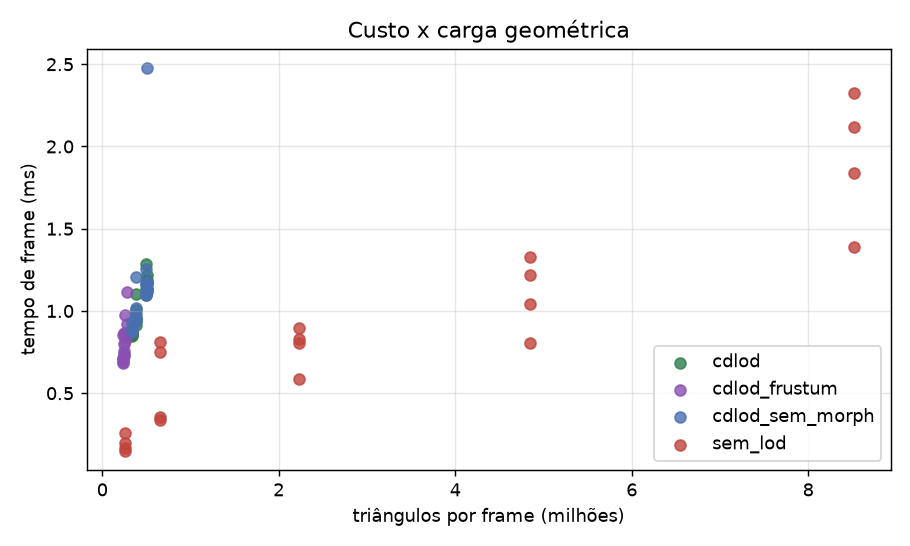 Custo x carga geométrica
tempo de frame (ms)
2.5
2.0
1.5
1.0
0.5
cdlod
cdlod_frustum
cdlod_sem_morph
sem_lod
0
2
4
6
8
triângulos por frame (milhões)